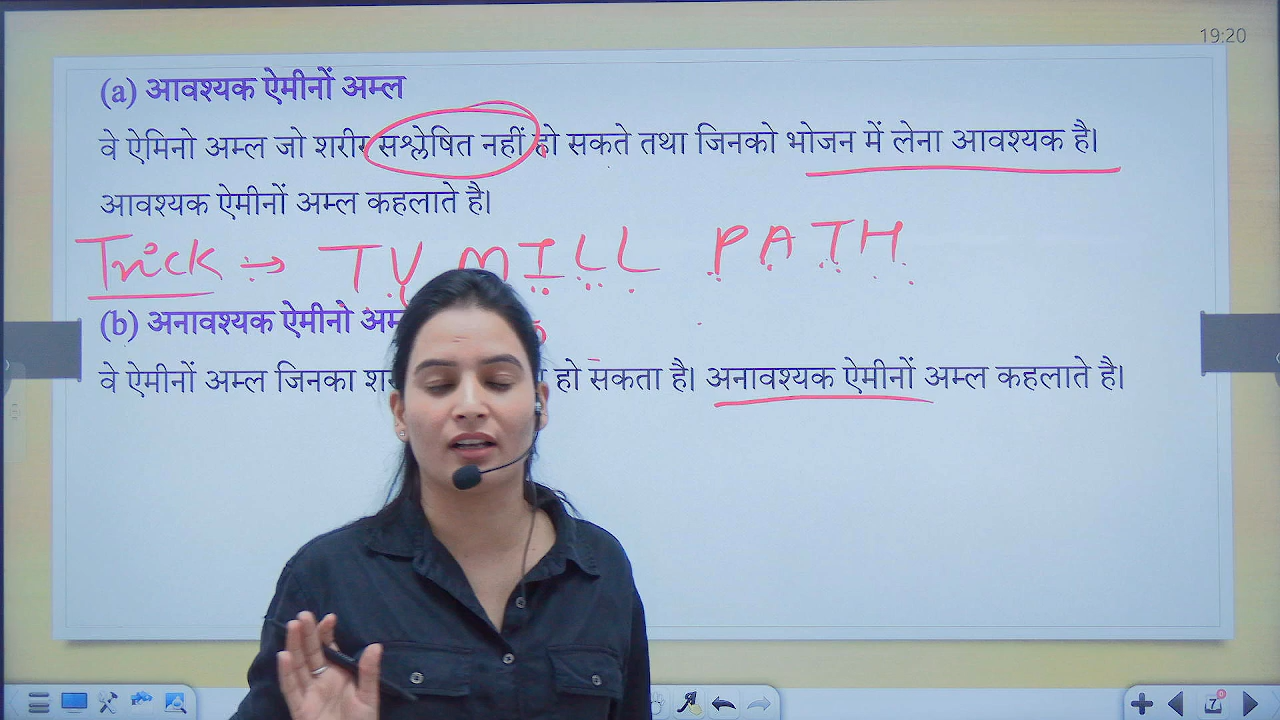 19:20
(a) आवश्यक ऐमीनों अम्ल
वे ऐमिनो अम्ल जो शरीर सश्लेषित नहीं हो सकते तथा जिनको भोजन में लेना आवश्यक है।
आवश्यक ऐमीनों अम्ल कहलाते है।
Trick → TV MILL PATH
(b) अनावश्यक ऐमीनो
वे ऐमीनों अम्ल जिनका हो सकता है। अनावश्यक ऐमीनों अम्ल कहलाते है।
7